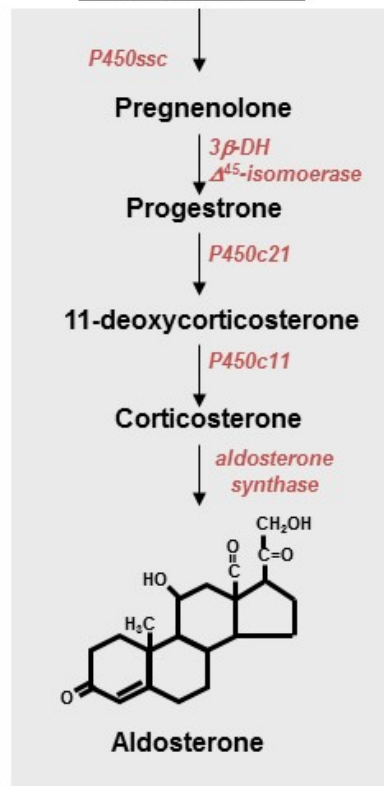 P450ssc
Pregnenolone
3β-DH
Δ⁴⁵-isomoerase
Progestrone
P450c21
11-deoxycorticosterone
P450c11
Corticosterone
aldosterone
synthase
CH₂OH
O
C=O
C
HO
H₃C
O
Aldosterone